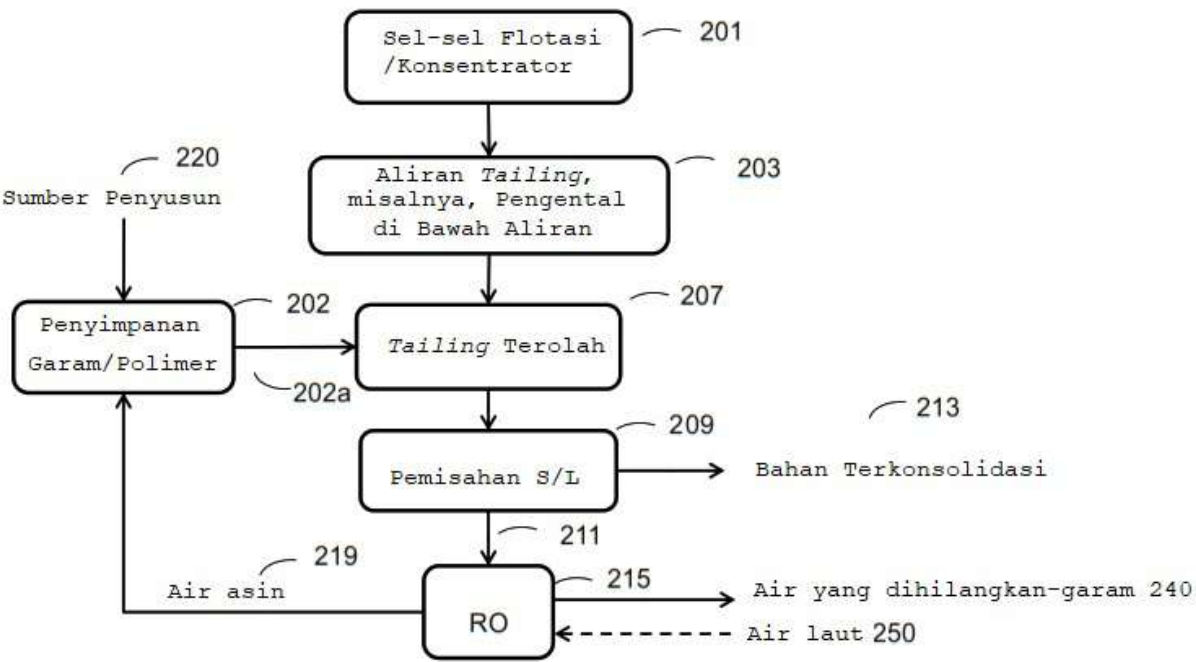 Sel-sel Flotasi
/Konsentrator
201
Aliran Tailing,
misalnya, Pengental
di Bawah Aliran
203
220
Sumber Penyusun
202
Penyimpanan
Garam/Polimer
202a
207
Tailing Terolah
209
Pemisahan S/L
213
Bahan Terkonsolidasi
211
219
Air asin
215
RO
Air yang dihilangkan-garam 240
Air laut 250